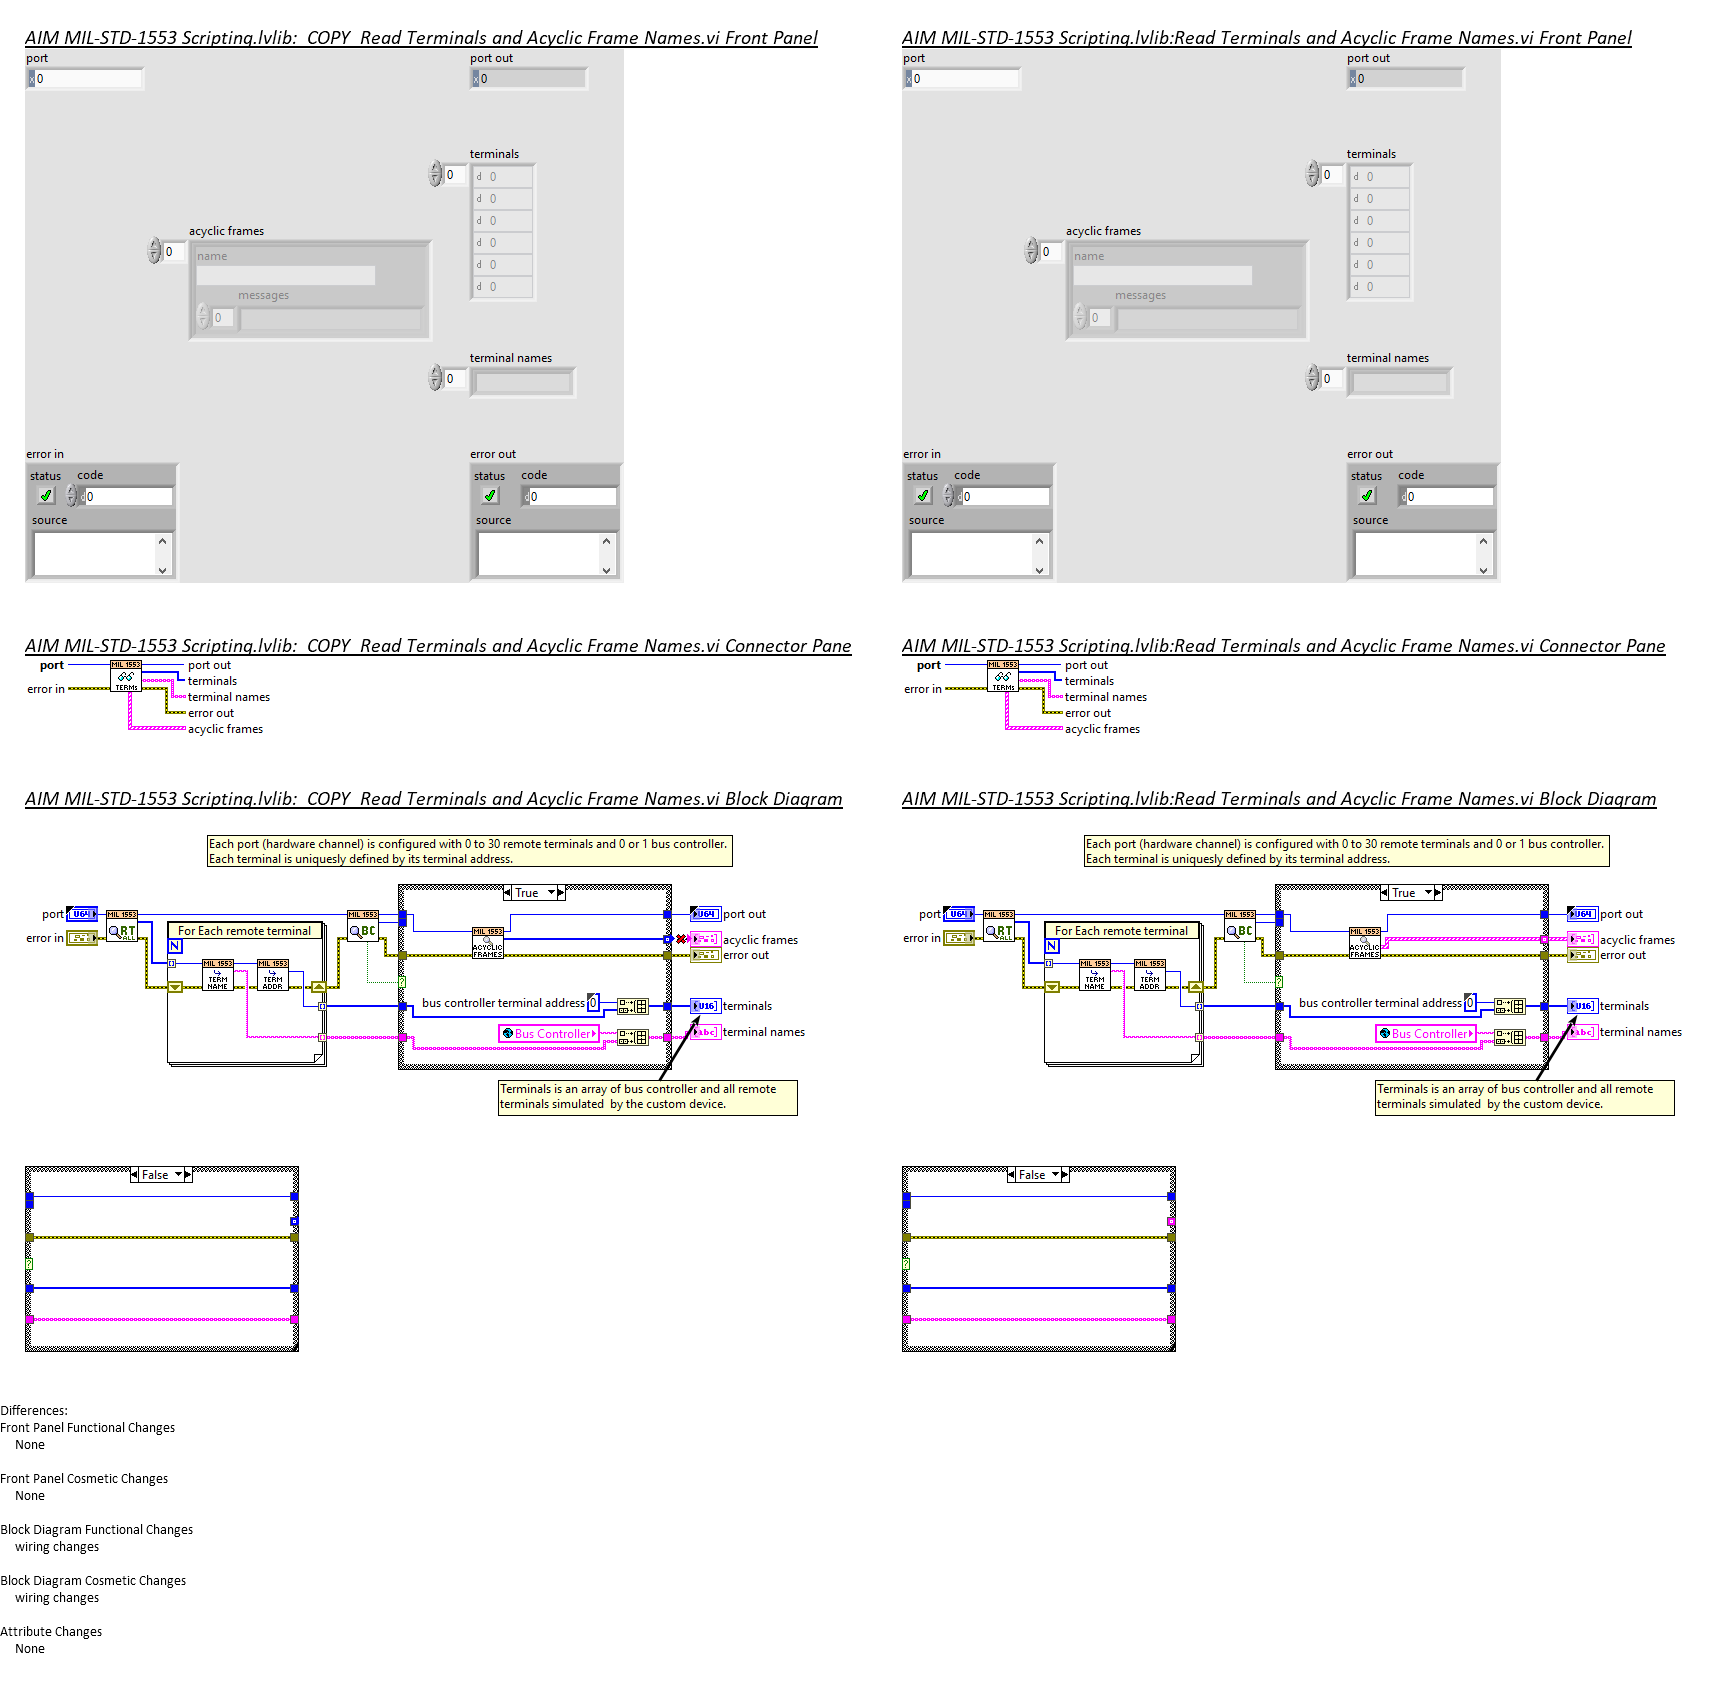 AIM MIL-STD-1553 Scripting.lvlib:  COPY  Read Terminals and Acyclic Frame Names.vi Front Panel
port
x 0
port out
x 0
terminals
0
d 0
d 0
d 0
d 0
d 0
d 0
acyclic frames
0
name
messages
0
terminal names
0
error in
status code
d 0
source
error out
status code
d 0
source
AIM MIL-STD-1553 Scripting.lvlib:Read Terminals and Acyclic Frame Names.vi Front Panel
port
x 0
port out
x 0
terminals
0
d 0
d 0
d 0
d 0
d 0
d 0
acyclic frames
0
name
messages
0
terminal names
0
error in
status code
d 0
source
error out
status code
d 0
source
AIM MIL-STD-1553 Scripting.lvlib:  COPY  Read Terminals and Acyclic Frame Names.vi Connector Pane
port
error in
MIL 1553
TERMs
port out
terminals
terminal names
error out
acyclic frames
AIM MIL-STD-1553 Scripting.lvlib:Read Terminals and Acyclic Frame Names.vi Connector Pane
port
error in
MIL 1553
TERMs
port out
terminals
terminal names
error out
acyclic frames
AIM MIL-STD-1553 Scripting.lvlib:  COPY  Read Terminals and Acyclic Frame Names.vi Block Diagram
Each port (hardware channel) is configured with 0 to 30 remote terminals and 0 or 1 bus controller.
Each terminal is uniquesly defined by its terminal address.
True
port
U64
MIL 1553
RT
ALL
error in
For Each remote terminal
N
MIL 1553
TERM
NAME
MIL 1553
TERM
ADDR
MIL 1553
BC
MIL 1553
ACYCLIC
FRAMES
?
U64
port out
acyclic frames
error out
bus controller terminal address
0
U16
terminals
Bus Controller
abc
terminal names
Terminals is an array of bus controller and all remote
terminals simulated  by the custom device.
False
?
AIM MIL-STD-1553 Scripting.lvlib:Read Terminals and Acyclic Frame Names.vi Block Diagram
Each port (hardware channel) is configured with 0 to 30 remote terminals and 0 or 1 bus controller.
Each terminal is uniquesly defined by its terminal address.
True
port
U64
MIL 1553
RT
ALL
error in
For Each remote terminal
N
MIL 1553
TERM
NAME
MIL 1553
TERM
ADDR
MIL 1553
BC
MIL 1553
ACYCLIC
FRAMES
?
U64
port out
acyclic frames
error out
bus controller terminal address
0
U16
terminals
Bus Controller
abc
terminal names
Terminals is an array of bus controller and all remote
terminals simulated  by the custom device.
False
?
Differences:
Front Panel Functional Changes
None
Front Panel Cosmetic Changes
None
Block Diagram Functional Changes
wiring changes
Block Diagram Cosmetic Changes
wiring changes
Attribute Changes
None